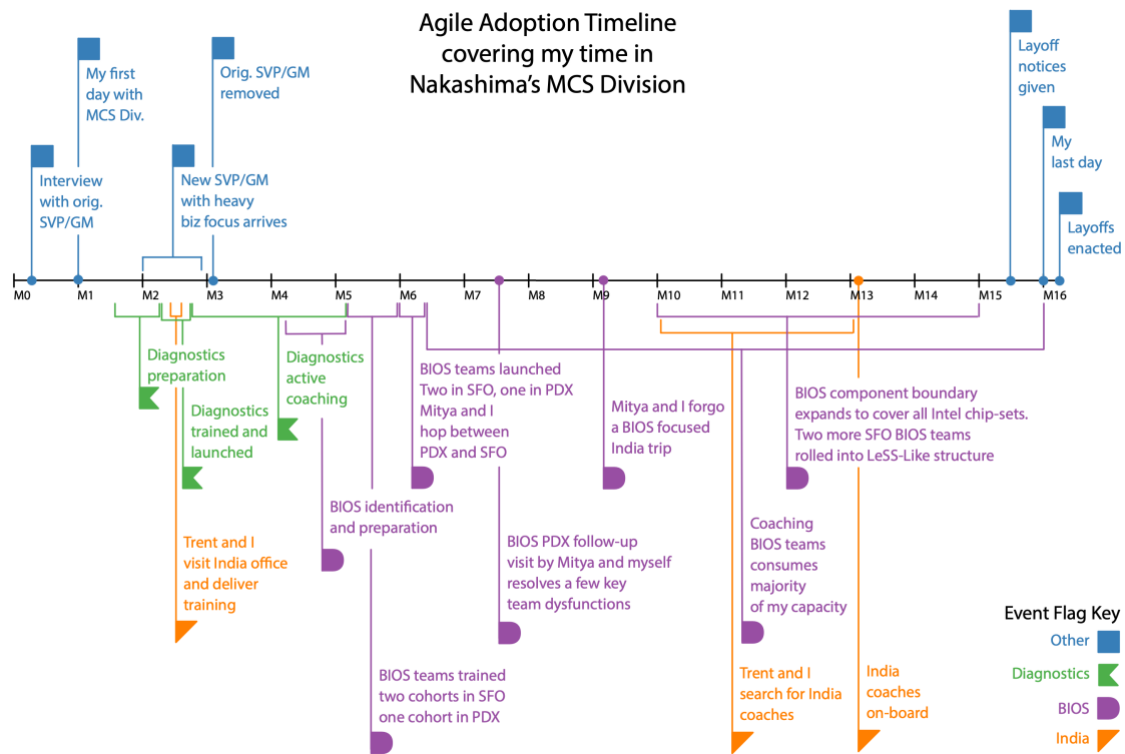 Agile Adoption Timeline
covering my time in
Nakashima's MCS Division
My first
day with
MCS Div.
Orig. SVP/GM
removed
Layoff
notices
given
Interview
with orig.
SVP/GM
New SVP/GM
with heavy
biz focus arrives
My
last day
Layoffs
enacted
M0 M1 M2 M3 M4 M5 M6 M7 M8 M9 M10 M11 M12 M13 M14 M15 M16
Diagnostics
preparation
Diagnostics
active
coaching
BIOS teams launched
Two in SFO, one in PDX
Mitya and I
hop between
PDX and SFO
Mitya and I forgo
a BIOS focused
India trip
BIOS component boundary
expands to cover all Intel chip-sets.
Two more SFO BIOS teams
rolled into LeSS-Like structure
Diagnostics
trained and
launched
BIOS identification
and preparation
Trent and I
visit India office
and deliver
training
BIOS PDX follow-up
visit by Mitya and myself
resolves a few key
team dysfunctions
Coaching
BIOS teams
consumes
majority
of my capacity
BIOS teams trained
two cohorts in SFO
one cohort in PDX
Trent and I
search for India
coaches
India
coaches
on-board
Event Flag Key
Other
Diagnostics
BIOS
India